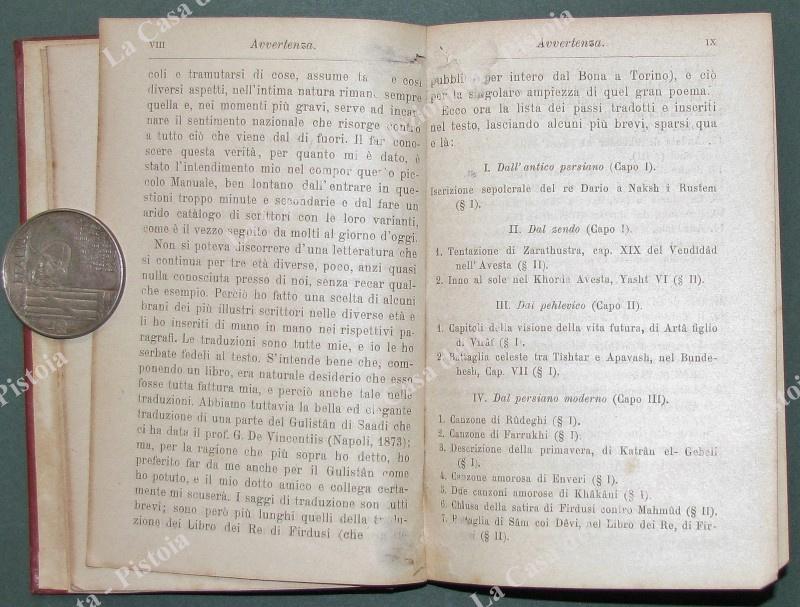 VIII Avvertenza.
coli e tramutarsi di cose, assume e così
diversi aspetti, nell'intima natura rimane sempre
quella e, nei momenti più gravi, serve ad incar-
nare il sentimento nazionale che risorge contro
a tutto ciò che viene dal di fuori. Il far cono-
scere questa verità, per quanto mi è dato, è
stato l'intendimento mio nel compor questo pic-
colo Manuale, ben lontano dall'entrare in que-
stioni troppo minute e secondarie e dal fare un
arido catàlogo di scrittori con le loro varianti,
come è il vezzo seguito da molti al giorno d'oggi.
Non si poteva discorrere d'una letteratura che
si continua per tre età diverse, poco, anzi quasi
nulla conosciuta presso di noi, senza recar qual-
che esempio. Perciò ho fatto una scelta di alcuni
brani dei più illustri scrittori nelle diverse età e
li ho inseriti di mano in mano nei rispettivi pa-
ragrafi. Le traduzioni sono tutte mie, e io le ho
serbate fedeli al testo. S'intende bene che, com-
ponendo un libro, era naturale desiderio che esso
fosse tutta fattura mia, e perciò anche tale nelle
traduzioni. Abbiamo tuttavia la bella ed elegante
traduzione di una parte del Gulistân di Saadi che
ci ha data il prof. G. De Vincentiis (Napoli, 1873);
ma, per la ragione che più sopra ho detto, ho
preferito far da me anche per il Gulistân come
ho potuto, e il mio dotto amico e collega certa-
mente mi scuserà. I saggi di traduzione son tutti
brevi; sono però più lunghi quelli della tradu-
zione del Libro dei Re di Firdusi (che
Avvertenza. IX
pubblico per intero dal Bona a Torino), e ciò
per la singolare ampiezza di quel gran poema.
Ecco ora la lista dei passi tradotti e inseriti
nel testo, lasciando alcuni più brevi, sparsi qua
e là:
I. Dall'antico persiano (Capo I).
Iscrizione sepolcrale del re Dario a Naksh i Rustem
(§ I).
II. Dal zendo (Capo I).
1. Tentazione di Zarathustra, cap. XIX del Vendîdâd
nell'Avesta (§ II).
2. Inno al sole nel Khorda Avesta, Yasht VI (§ II).
III. Dal pehlevico (Capo II).
1. Capitoli della visione della vita futura, di Artâ figlio
di Virâf (§ I).
2. Battaglia celeste tra Tishtar e Apavash, nel Bunde-
hesh, Cap. VII (§ I).
IV. Dal persiano moderno (Capo III).
1. Canzone di Rûdeghi (§ I).
2. Canzone di Farrukhi (§ I).
3. Descrizione della primavera, di Katrân el-Gebeli
(§ I).
4. Canzone amorosa di Enveri (§ I).
5. Due canzoni amorose di Khâkâni (§ I).
6. Chiusa della satira di Firdusi contro Mahmûd (§ II).
7. Battaglia di Sâm coi Dêvi, nel Libro dei Re, di Fir-
(§ II).